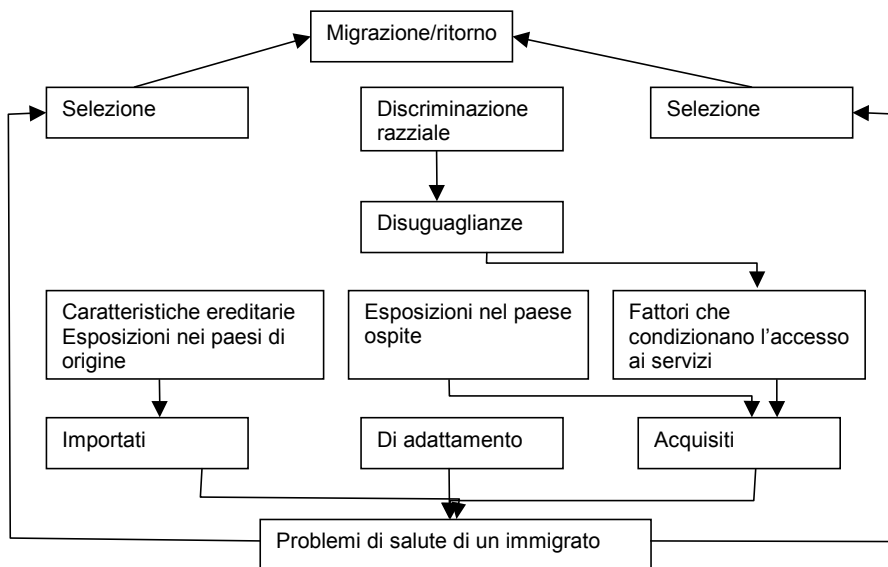 Migrazione/ritorno
Selezione
Discriminazione
razziale
Selezione
Disuguaglianze
Caratteristiche ereditarie
Esposizioni nei paesi di
origine
Esposizioni nel paese
ospite
Fattori che
condizionano l’accesso
ai servizi
Importati
Di adattamento
Acquisiti
Problemi di salute di un immigrato